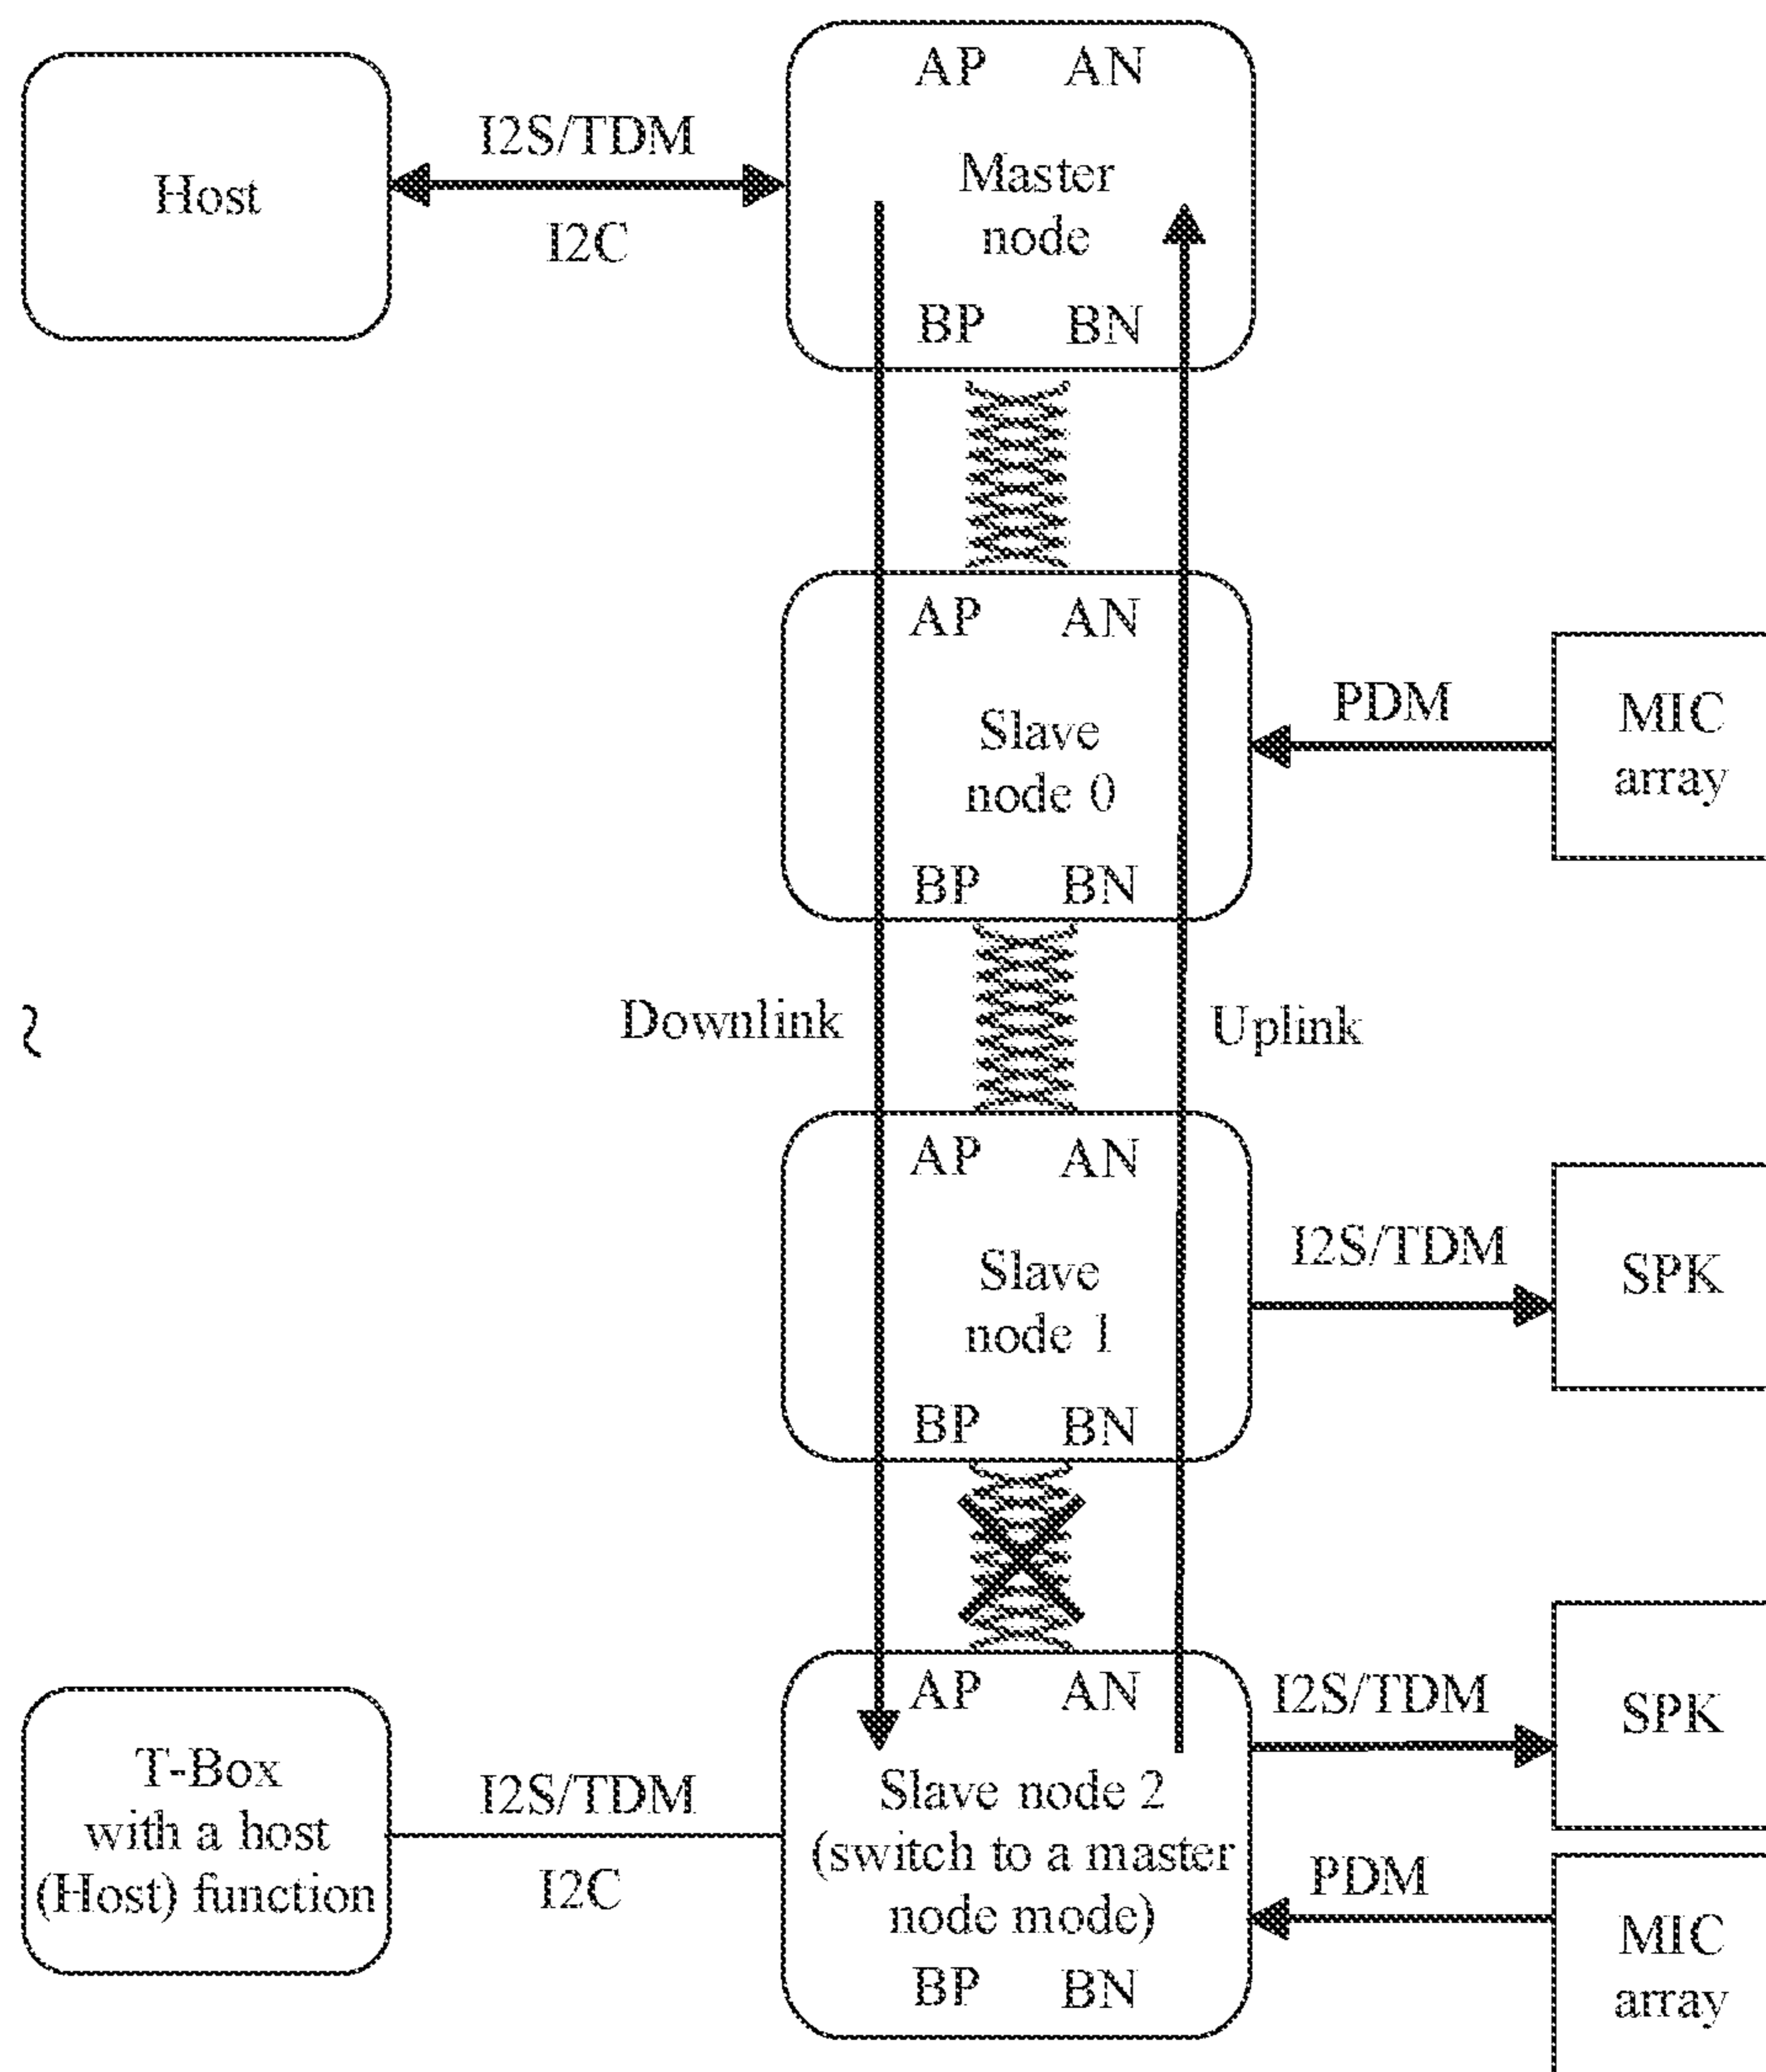 AP AN
Host
I2S/TDM
I2C
Master
node
BP BN
AP AN
Slave
node 0
BP BN
PDM
MIC
array
Downlink
Uplink
AP AN
Slave
node 1
BP BN
I2S/TDM
SPK
T-Box
with a host
(Host) function
I2S/TDM
I2C
AP AN
Slave node 2
(switch to a master
node mode)
BP BN
I2S/TDM
SPK
PDM
MIC
array